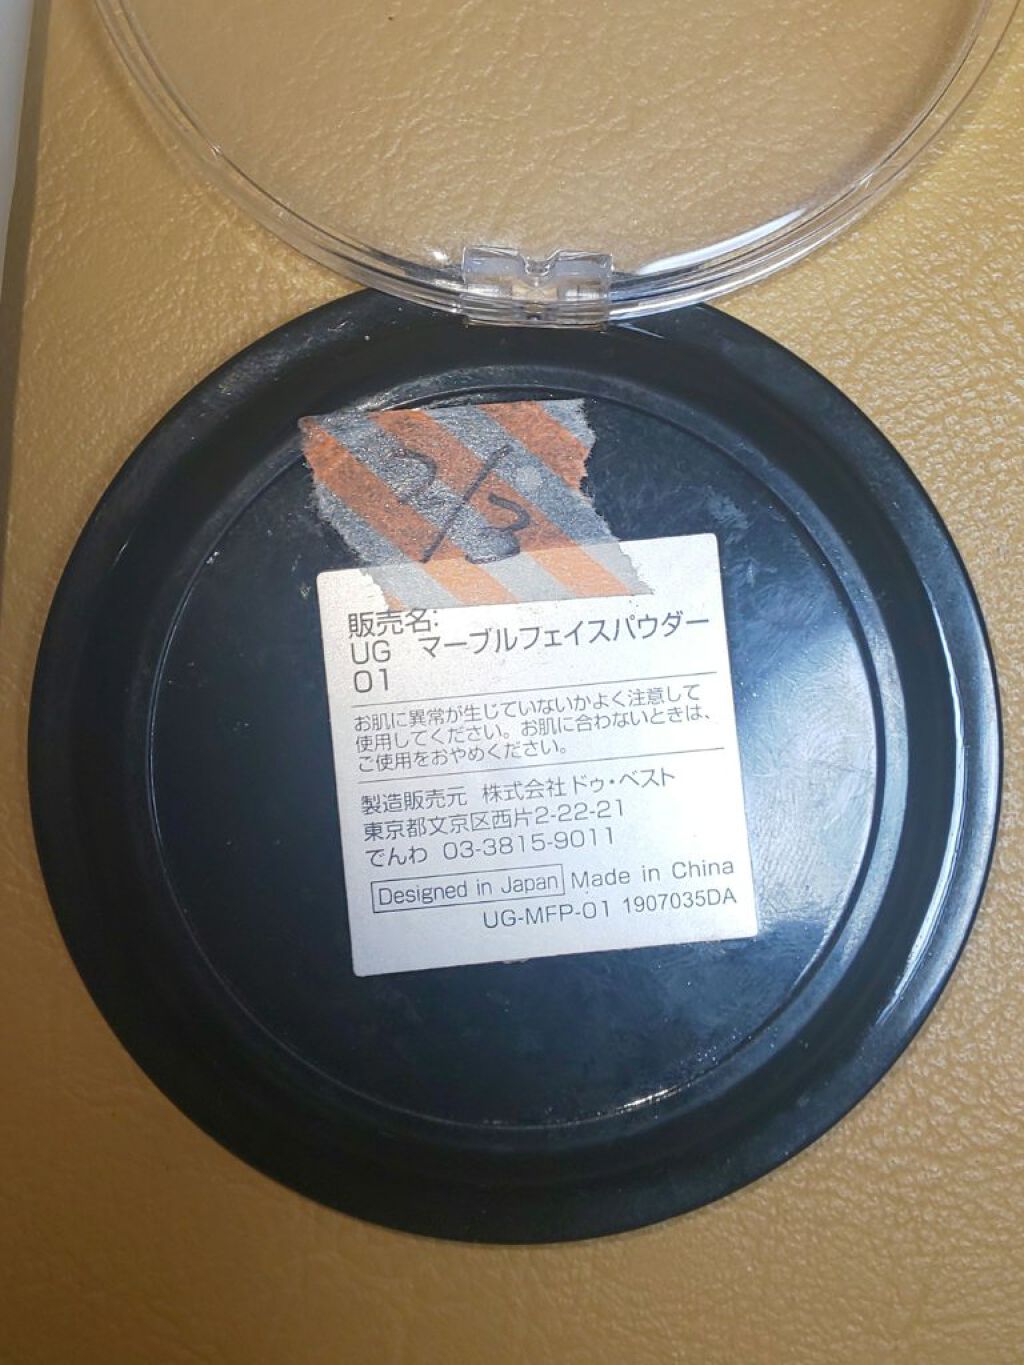 2/3
販売名:
UG マーブルフェイスパウダー
01
お肌に異常が生じていないかよく注意して
使用してください。お肌に合わないときは、
ご使用をおやめください。
製造販売元 株式会社ドゥ・ベスト
東京都文京区西片2-22-21
でんわ 03-3815-9011
Designed in Japan Made in China
UG-MFP-01 1907035DA